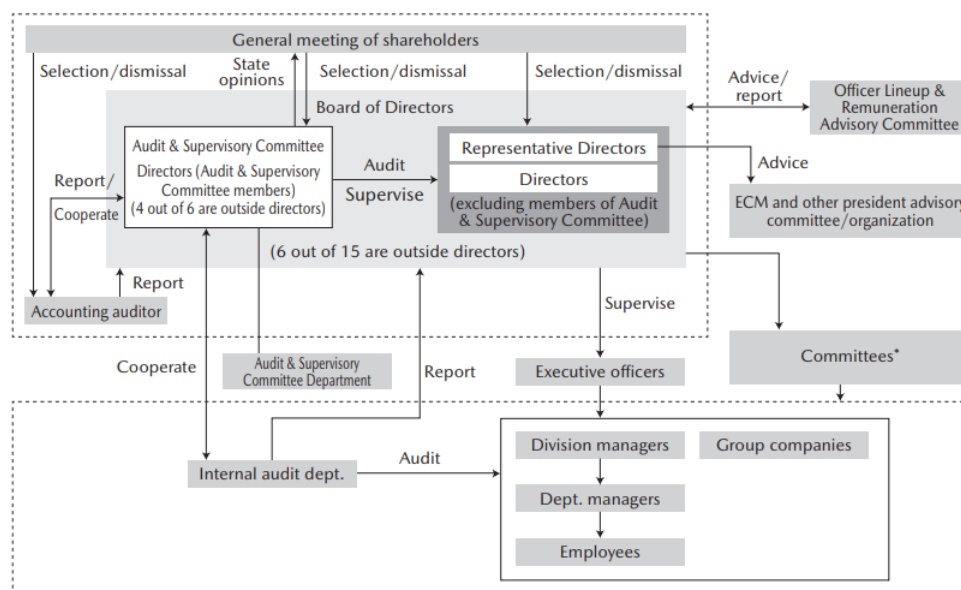 General meeting of shareholders
Selection/dismissal
State
opinions
Selection/dismissal
Selection/dismissal
Board of Directors
Advice/
report
Officer Lineup &
Remuneration
Advisory Committee
Audit & Supervisory Committee
Directors (Audit & Supervisory
Committee members)
(4 out of 6 are outside directors)
Audit
Supervise
Representative Directors
Directors
(excluding members of Audit
& Supervisory Committee)
Advice
ECM and other president advisory
committee/organization
Report/
Cooperate
(6 out of 15 are outside directors)
Report
Accounting auditor
Supervise
Cooperate
Audit & Supervisory
Committee Department
Report
Executive officers
Committees*
Internal audit dept.
Audit
Division managers
Group companies
Dept. managers
Employees